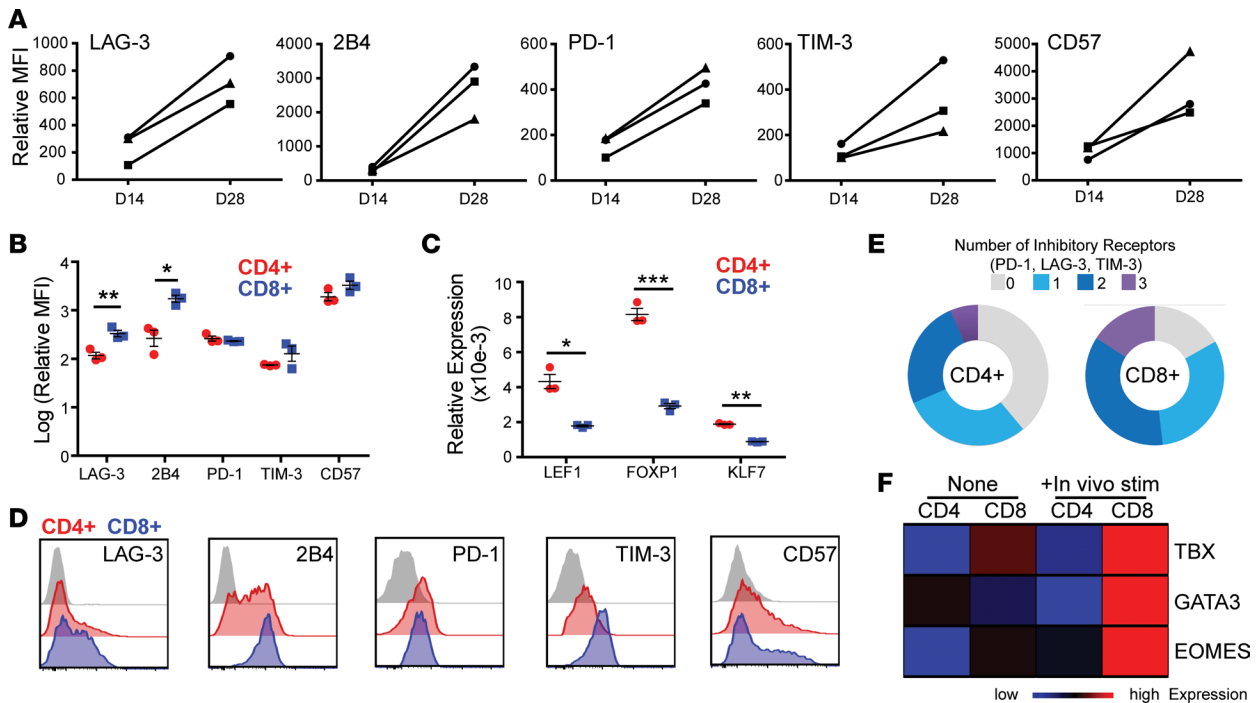 A
LAG-3
2B4
PD-1
TIM-3
CD57
Relative MFI
1000
800
600
400
200
0
D14
D28
4000
3000
2000
1000
0
D14
D28
600
400
200
0
D14
D28
600
400
200
0
D14
D28
5000
4000
3000
2000
1000
0
D14
D28
B
CD4+
CD8+
Log (Relative MFI)
4
3
2
1
0
**
*
LAG-3
2B4
PD-1
TIM-3
CD57
C
CD4+
CD8+
Relative Expression
(x10e-3)
10
8
6
4
2
0
*
***
**
LEF1
FOXP1
KLF7
E
Number of Inhibitory Receptors
(PD-1, LAG-3, TIM-3)
0 1 2 3
CD4+
CD8+
D
CD4+ CD8+
LAG-3
2B4
PD-1
TIM-3
CD57
F
None +In vivo stim
CD4 CD8 CD4 CD8
TBX
GATA3
EOMES
low high Expression